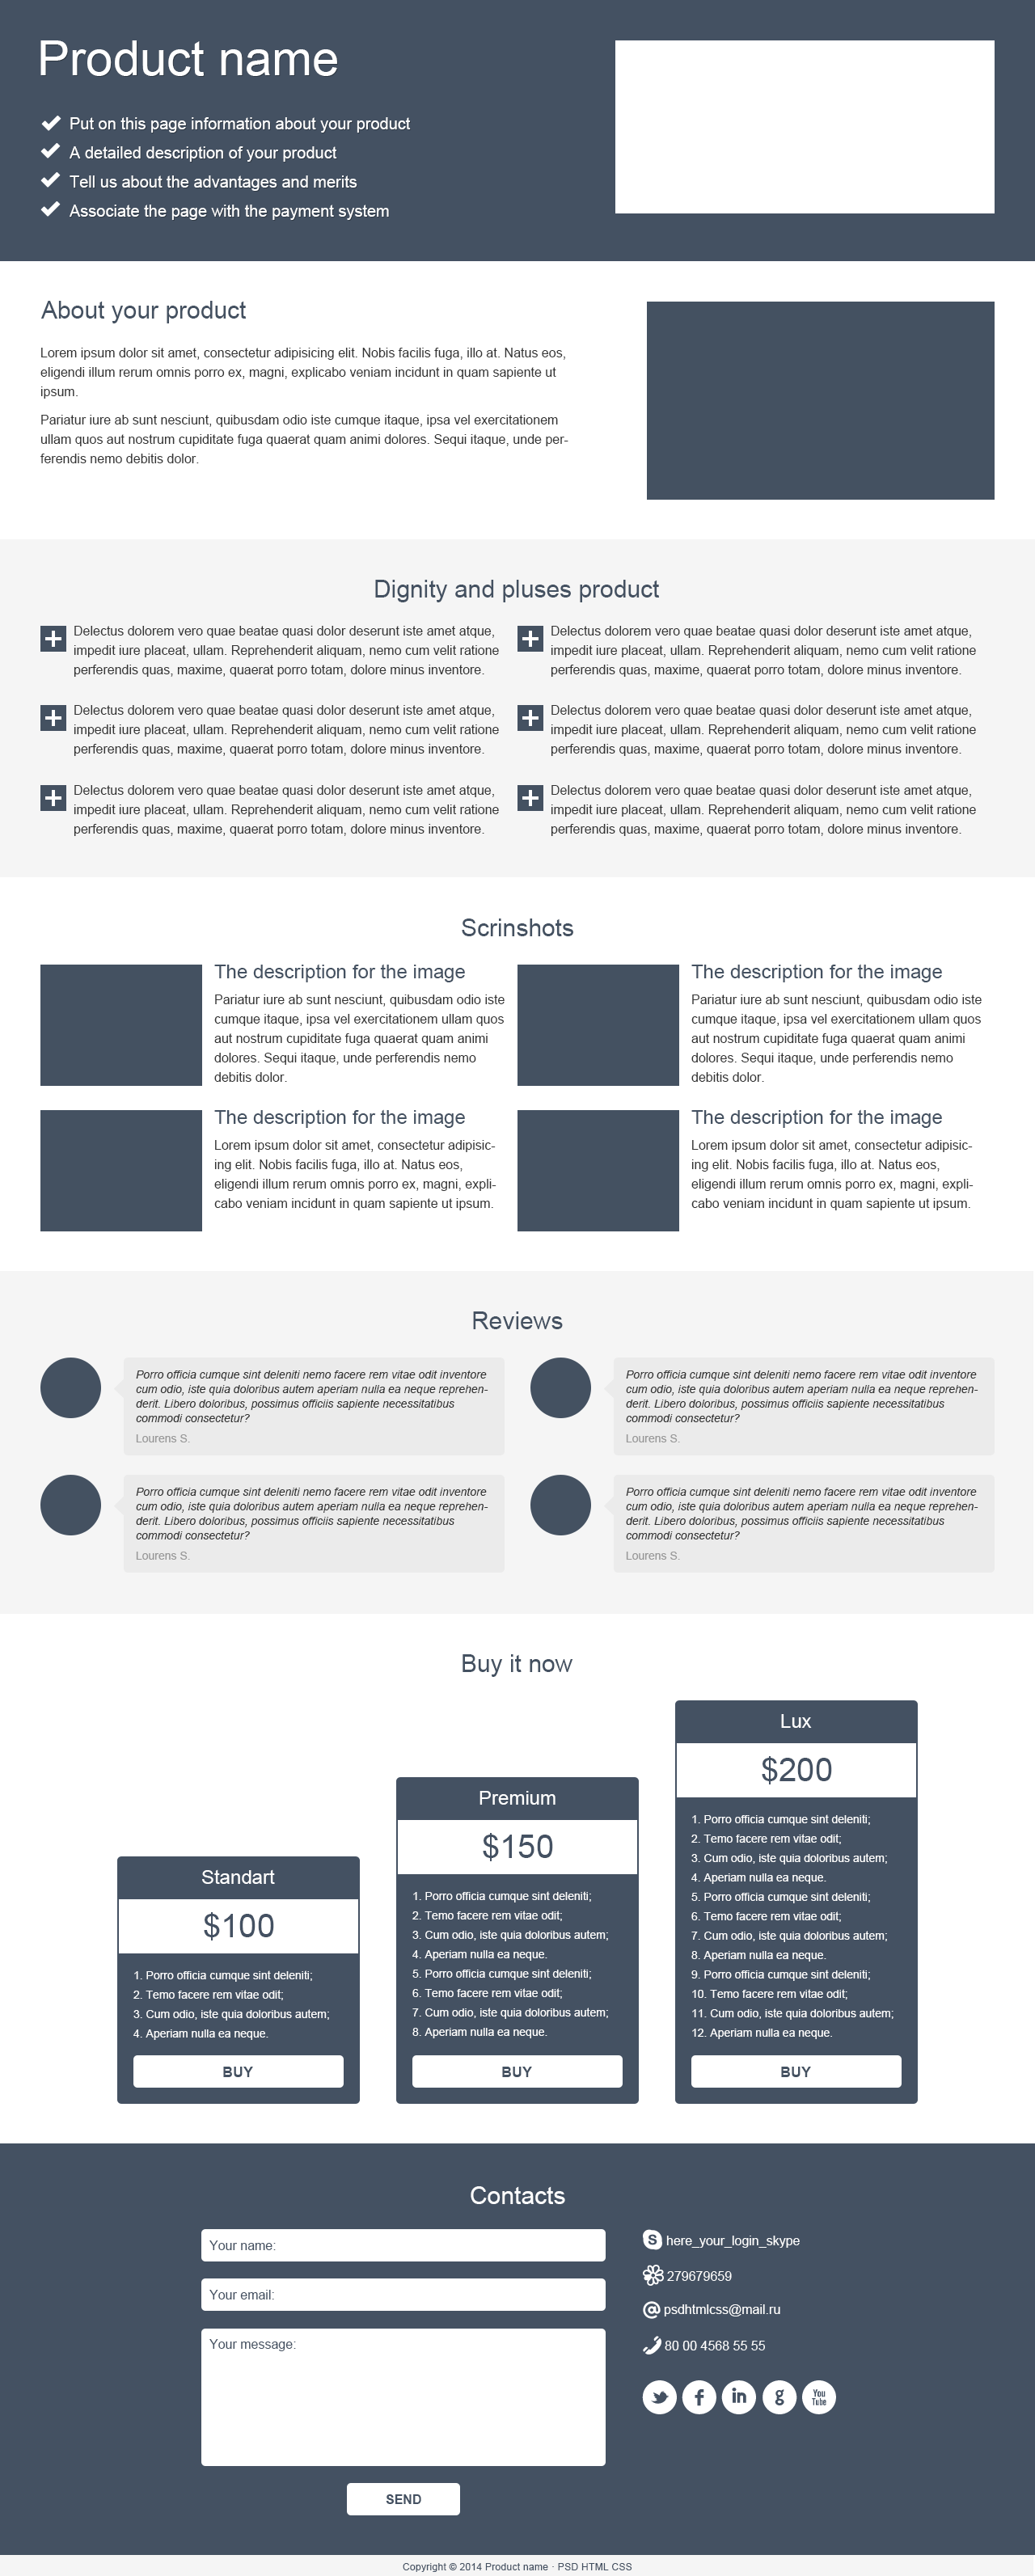 Product name
Put on this page information about your product
A detailed description of your product
Tell us about the advantages and merits
Associate the page with the payment system
About your product
Lorem ipsum dolor sit amet, consectetur adipisicing elit. Nobis facilis fuga, illo at. Natus eos,
eligendi illum rerum omnis porro ex, magni, explicabo veniam incidunt in quam sapiente ut
ipsum.
Pariatur iure ab sunt nesciunt, quibusdam odio iste cumque itaque, ipsa vel exercitationem
ullam quos aut nostrum cupiditate fuga quaerat quam animi dolores. Sequi itaque, unde per-
ferendis nemo debitis dolor.
Dignity and pluses product
Delectus dolorem vero quae beatae quasi dolor deserunt iste amet atque,
impedit iure placeat, ullam. Reprehenderit aliquam, nemo cum velit ratione
perferendis quas, maxime, quaerat porro totam, dolore minus inventore.
Delectus dolorem vero quae beatae quasi dolor deserunt iste amet atque,
impedit iure placeat, ullam. Reprehenderit aliquam, nemo cum velit ratione
perferendis quas, maxime, quaerat porro totam, dolore minus inventore.
Delectus dolorem vero quae beatae quasi dolor deserunt iste amet atque,
impedit iure placeat, ullam. Reprehenderit aliquam, nemo cum velit ratione
perferendis quas, maxime, quaerat porro totam, dolore minus inventore.
Delectus dolorem vero quae beatae quasi dolor deserunt iste amet atque,
impedit iure placeat, ullam. Reprehenderit aliquam, nemo cum velit ratione
perferendis quas, maxime, quaerat porro totam, dolore minus inventore.
Delectus dolorem vero quae beatae quasi dolor deserunt iste amet atque,
impedit iure placeat, ullam. Reprehenderit aliquam, nemo cum velit ratione
perferendis quas, maxime, quaerat porro totam, dolore minus inventore.
Delectus dolorem vero quae beatae quasi dolor deserunt iste amet atque,
impedit iure placeat, ullam. Reprehenderit aliquam, nemo cum velit ratione
perferendis quas, maxime, quaerat porro totam, dolore minus inventore.
Scrinshots
The description for the image
Pariatur iure ab sunt nesciunt, quibusdam odio iste
cumque itaque, ipsa vel exercitationem ullam quos
aut nostrum cupiditate fuga quaerat quam animi
dolores. Sequi itaque, unde perferendis nemo
debitis dolor.
The description for the image
Pariatur iure ab sunt nesciunt, quibusdam odio iste
cumque itaque, ipsa vel exercitationem ullam quos
aut nostrum cupiditate fuga quaerat quam animi
dolores. Sequi itaque, unde perferendis nemo
debitis dolor.
The description for the image
Lorem ipsum dolor sit amet, consectetur adipisic-
ing elit. Nobis facilis fuga, illo at. Natus eos,
eligendi illum rerum omnis porro ex, magni, expli-
cabo veniam incidunt in quam sapiente ut ipsum.
The description for the image
Lorem ipsum dolor sit amet, consectetur adipisic-
ing elit. Nobis facilis fuga, illo at. Natus eos,
eligendi illum rerum omnis porro ex, magni, expli-
cabo veniam incidunt in quam sapiente ut ipsum.
Reviews
Porro officia cumque sint deleniti nemo facere rem vitae odit inventore
cum odio, iste quia doloribus autem aperiam nulla ea neque reprehen-
derit. Libero doloribus, possimus officiis sapiente necessitatibus
commodi consectetur?
Lourens S.
Porro officia cumque sint deleniti nemo facere rem vitae odit inventore
cum odio, iste quia doloribus autem aperiam nulla ea neque reprehen-
derit. Libero doloribus, possimus officiis sapiente necessitatibus
commodi consectetur?
Lourens S.
Porro officia cumque sint deleniti nemo facere rem vitae odit inventore
cum odio, iste quia doloribus autem aperiam nulla ea neque reprehen-
derit. Libero doloribus, possimus officiis sapiente necessitatibus
commodi consectetur?
Lourens S.
Porro officia cumque sint deleniti nemo facere rem vitae odit inventore
cum odio, iste quia doloribus autem aperiam nulla ea neque reprehen-
derit. Libero doloribus, possimus officiis sapiente necessitatibus
commodi consectetur?
Lourens S.
Buy it now
Standart
$100
1. Porro officia cumque sint deleniti;
2. Temo facere rem vitae odit;
3. Cum odio, iste quia doloribus autem;
4. Aperiam nulla ea neque.
BUY
Premium
$150
1. Porro officia cumque sint deleniti;
2. Temo facere rem vitae odit;
3. Cum odio, iste quia doloribus autem;
4. Aperiam nulla ea neque.
5. Porro officia cumque sint deleniti;
6. Temo facere rem vitae odit;
7. Cum odio, iste quia doloribus autem;
8. Aperiam nulla ea neque.
BUY
Lux
$200
1. Porro officia cumque sint deleniti;
2. Temo facere rem vitae odit;
3. Cum odio, iste quia doloribus autem;
4. Aperiam nulla ea neque.
5. Porro officia cumque sint deleniti;
6. Temo facere rem vitae odit;
7. Cum odio, iste quia doloribus autem;
8. Aperiam nulla ea neque.
9. Porro officia cumque sint deleniti;
10. Temo facere rem vitae odit;
11. Cum odio, iste quia doloribus autem;
12. Aperiam nulla ea neque.
BUY
Contacts
Your name:
Your email:
Your message:
SEND
here_your_login_skype
279679659
psdhtmlcss@mail.ru
80 00 4568 55 55
f in g You Tube
Copyright © 2014 Product name · PSD HTML CSS